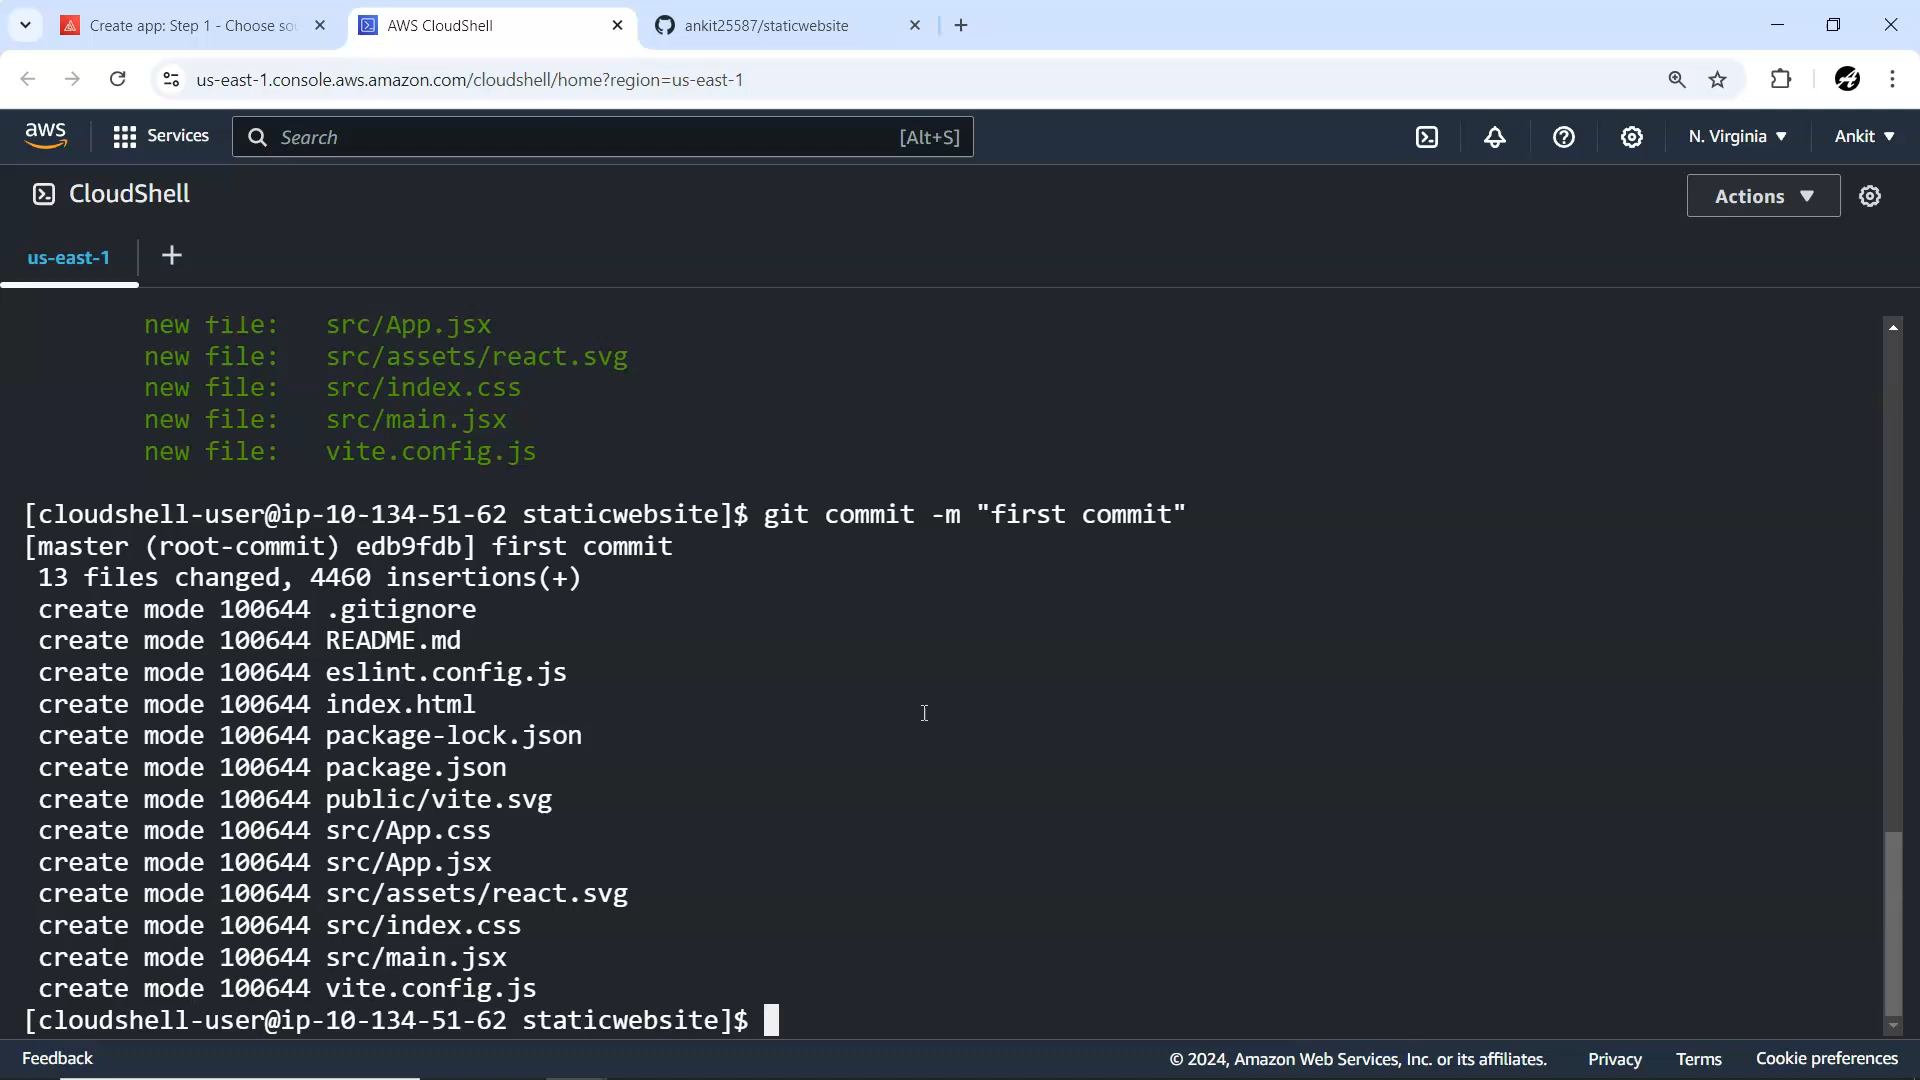 Create app: Step 1 - Choose sou
AWS CloudShell
ankit25587/staticwebsite
us-east-1.console.aws.amazon.com/cloudshell/home?region=us-east-1
aws
Services
Search
[Alt+S]
N. Virginia
Ankit
CloudShell
Actions
us-east-1
new file:   src/App.jsx
new file:   src/assets/react.svg
new file:   src/index.css
new file:   src/main.jsx
new file:   vite.config.js
[cloudshell-user@ip-10-134-51-62 staticwebsite]$ git commit -m "first commit"
[master (root-commit) edb9fdb] first commit
13 files changed, 4460 insertions(+)
create mode 100644 .gitignore
create mode 100644 README.md
create mode 100644 eslint.config.js
create mode 100644 index.html
create mode 100644 package-lock.json
create mode 100644 package.json
create mode 100644 public/vite.svg
create mode 100644 src/App.css
create mode 100644 src/App.jsx
create mode 100644 src/assets/react.svg
create mode 100644 src/index.css
create mode 100644 src/main.jsx
create mode 100644 vite.config.js
[cloudshell-user@ip-10-134-51-62 staticwebsite]$
Feedback
© 2024, Amazon Web Services, Inc. or its affiliates.
Privacy
Terms
Cookie preferences